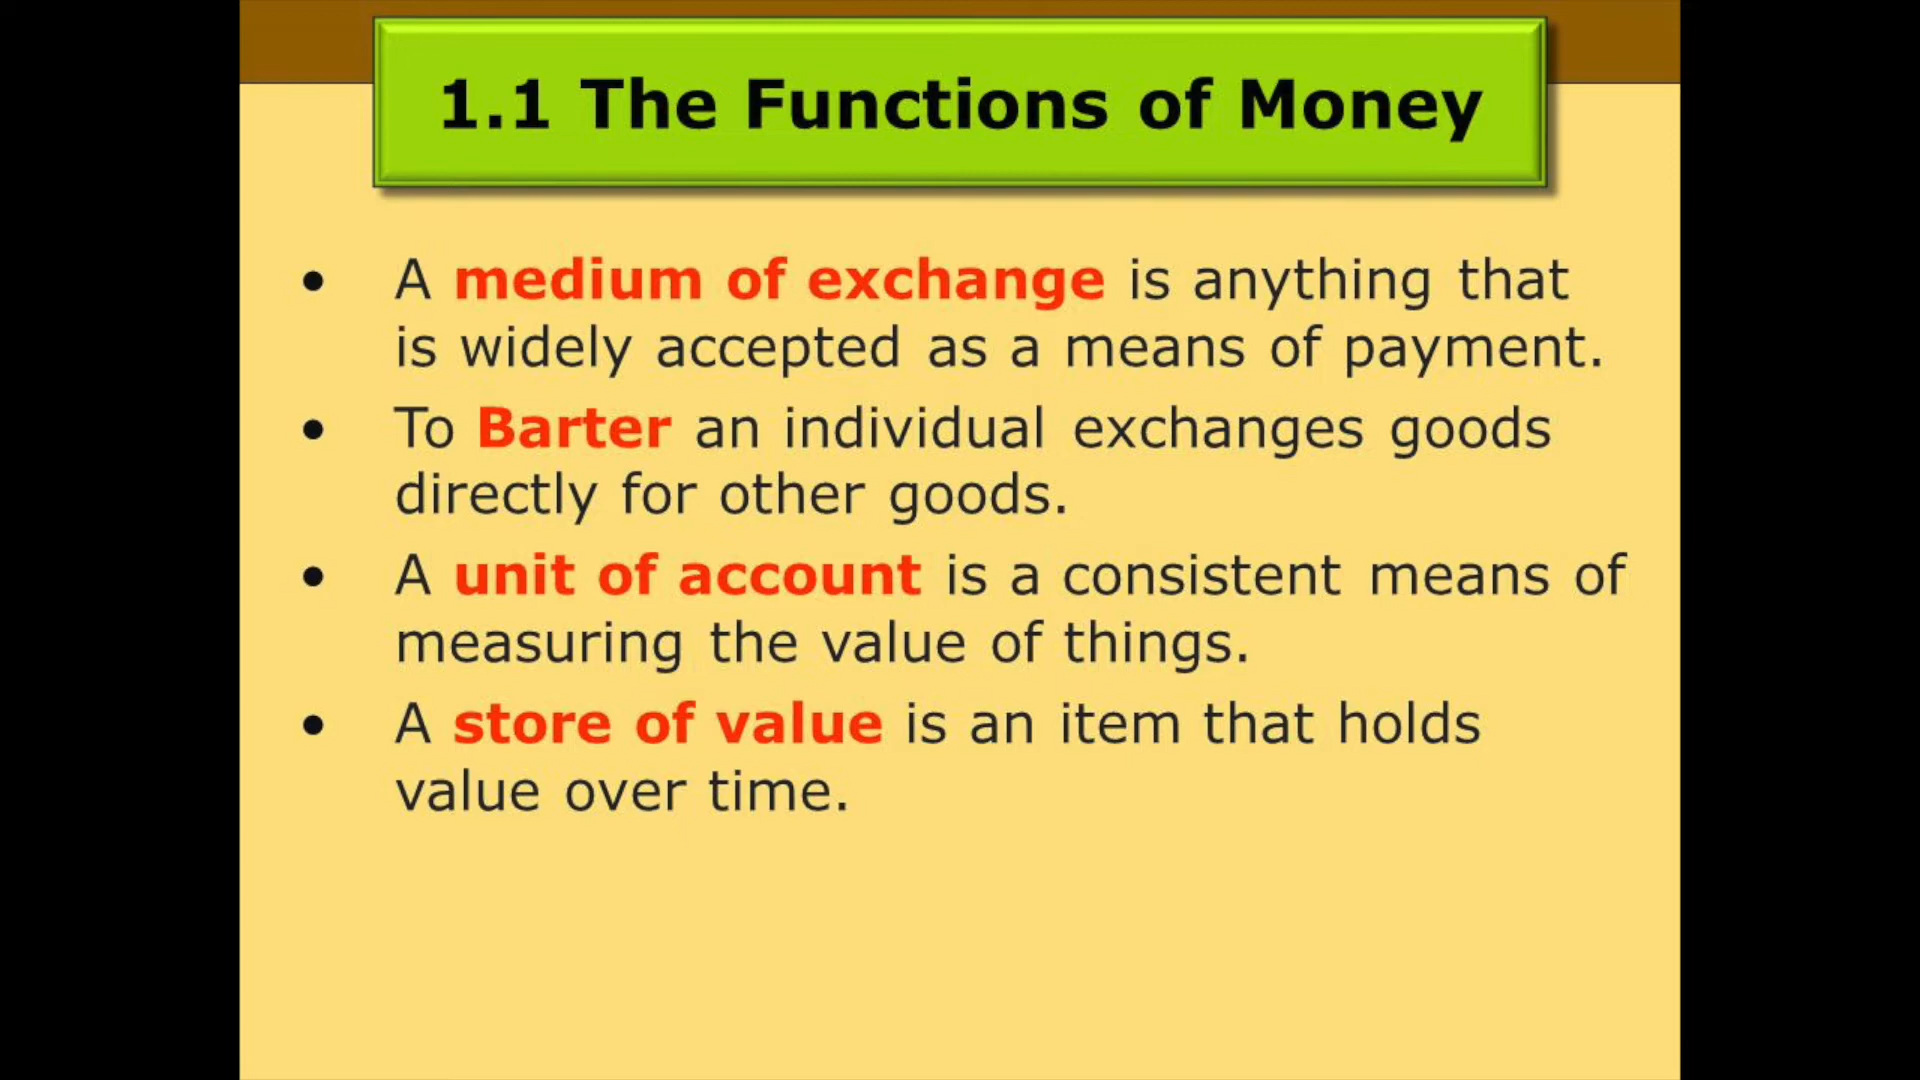 1.1 The Functions of Money
• A medium of exchange is anything that
is widely accepted as a means of payment.
• To Barter an individual exchanges goods
directly for other goods.
• A unit of account is a consistent means of
measuring the value of things.
• A store of value is an item that holds
value over time.